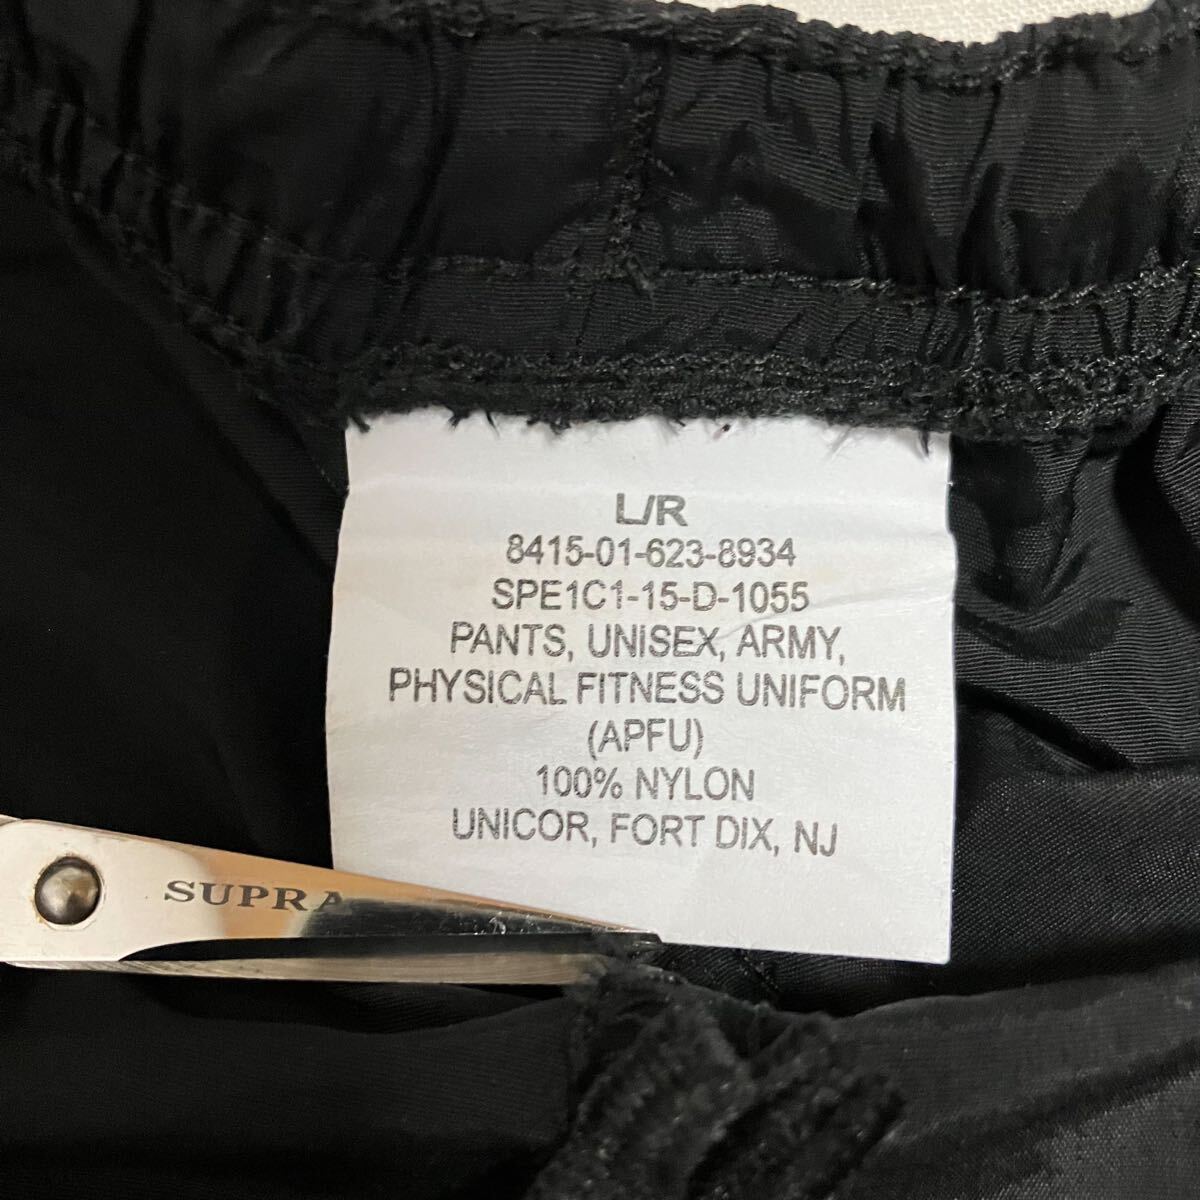 L/R
8415-01-623-8934
SPE1C1-15-D-1055
PANTS, UNISEX, ARMY,
PHYSICAL FITNESS UNIFORM
(APFU)
100% NYLON
UNICOR, FORT DIX, NJ
SUPRA